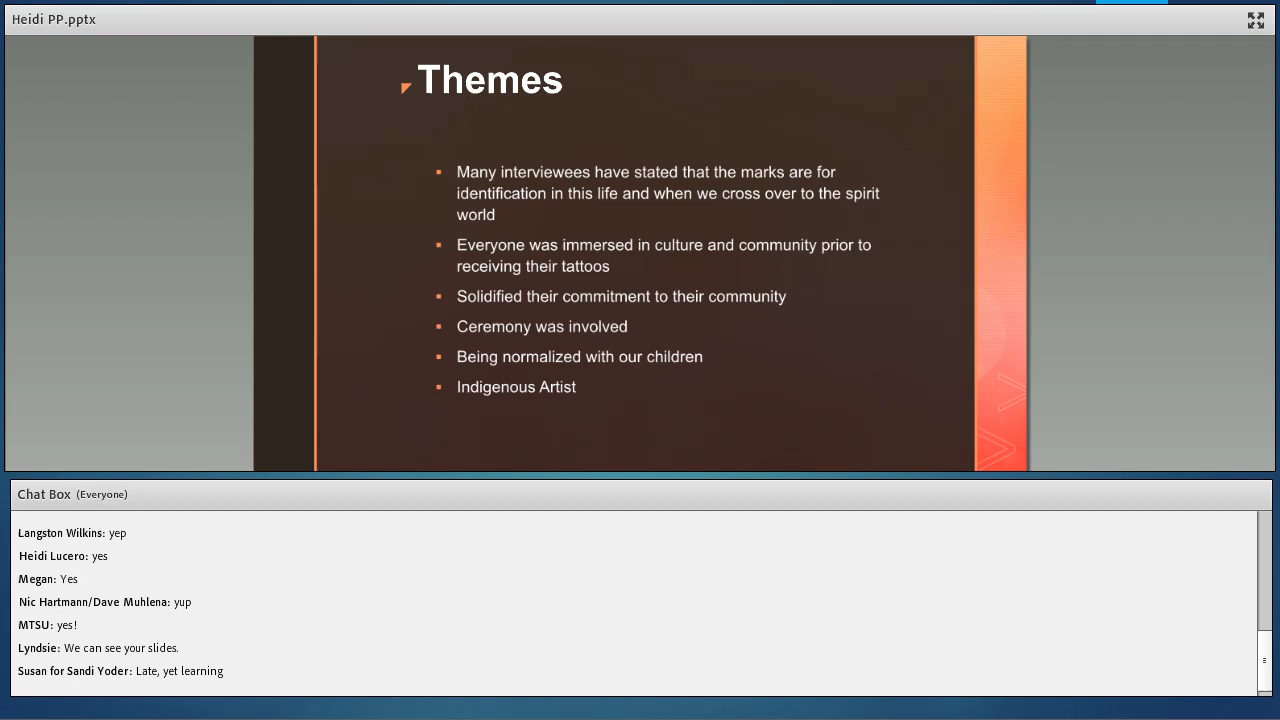 Heidi PP.pptx
Themes
Many interviewees have stated that the marks are for
identification in this life and when we cross over to the spirit
world
Everyone was immersed in culture and community prior to
receiving their tattoos
Solidified their commitment to their community
Ceremony was involved
Being normalized with our children
Indigenous Artist
Chat Box (Everyone)
Langston Wilkins: yep
Heidi Lucero: yes
Megan: Yes
Nic Hartmann/Dave Muhlena: yup
MTSU: yes!
Lyndsie: We can see your slides.
Susan for Sandi Yoder: Late, yet learning